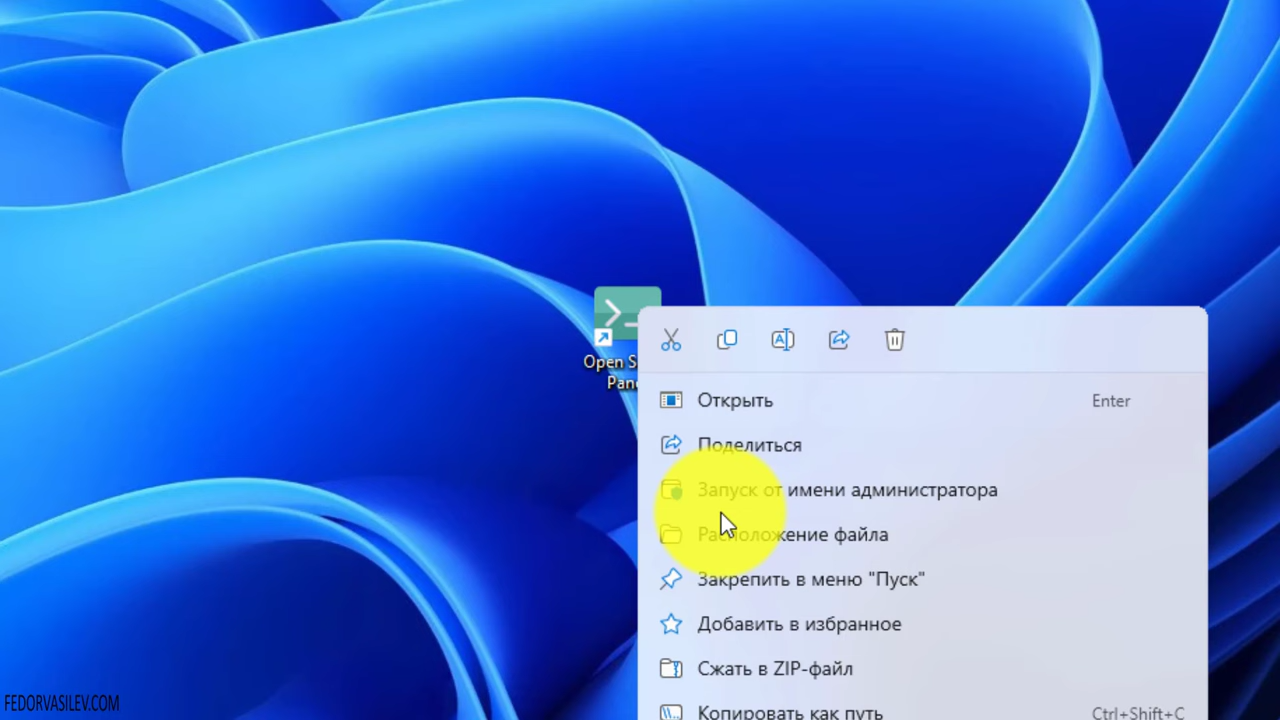 Open S
Pan
Открыть Enter
Поделиться
Запуск от имени администратора
Расположение файла
Закрепить в меню "Пуск"
Добавить в избранное
Сжать в ZIP-файл
Копировать как путь Ctrl+Shift+C
FEDORVASILEV.COM